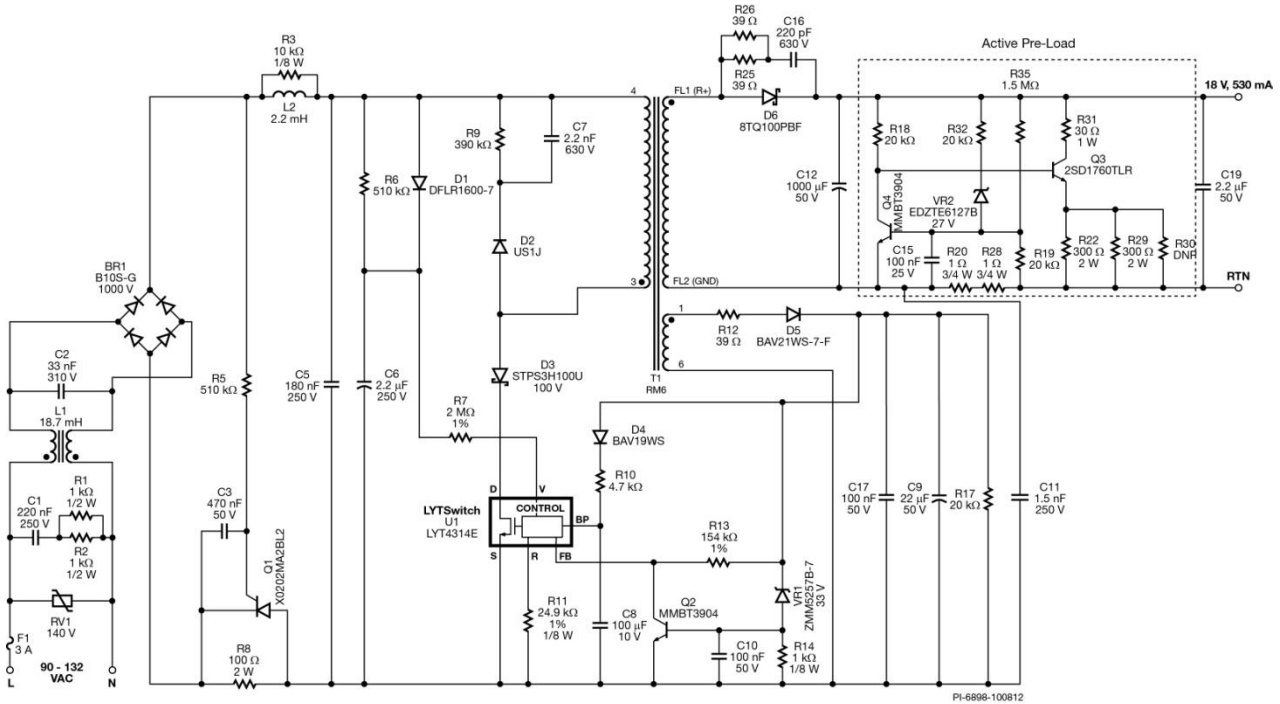 R26
39 Ω
C16
220 pF
630 V
R25
39 Ω
Active Pre-Load
R3
10 kΩ
1/8 W
L2
2.2 mH
4
FL1 (R+)
D6
8TQ100PBF
R35
1.5 MΩ
18 V, 530 mA
R9
390 kΩ
C7
2.2 nF
630 V
R18
20 kΩ
R32
20 kΩ
R31
30 Ω
1 W
Q3
2SD1760TLR
R6
510 kΩ
D1
DFLR1600-7
C12
1000 µF
50 V
Q4
MMBT3904
VR2
EDZTE6127B
27 V
C19
2.2 µF
50 V
D2
US1J
C15
100 nF
25 V
R20
1 Ω
3/4 W
R28
1 Ω
3/4 W
R19
20 kΩ
R22
300 Ω
2 W
R29
300 Ω
2 W
R30
DNP
BR1
B10S-G
1000 V
3
FL2 (GND)
RTN
1
R12
39 Ω
D5
BAV21WS-7-F
6
T1
RM6
C2
33 nF
310 V
R5
510 kΩ
C5
180 nF
250 V
C6
2.2 µF
250 V
D3
STPS3H100U
100 V
L1
18.7 mH
R7
2 MΩ
1%
D4
BAV19WS
R10
4.7 kΩ
C1
220 nF
250 V
R1
1 kΩ
1/2 W
R2
1 kΩ
1/2 W
C3
470 nF
50 V
D
V
LYTSwitch
U1
LYT4314E
CONTROL
BP
S
R
FB
C17
100 nF
50 V
C9
22 µF
50 V
R17
20 kΩ
C11
1.5 nF
250 V
R13
154 kΩ
1%
Q1
X0202MA2BL2
VR1
ZMM5257B-7
33 V
RV1
140 V
R11
24.9 kΩ
1%
1/8 W
C8
100 µF
10 V
Q2
MMBT3904
C10
100 nF
50 V
R14
1 kΩ
1/8 W
F1
3 A
R8
100 Ω
2 W
90 - 132
VAC
L
N
PI-6898-100812